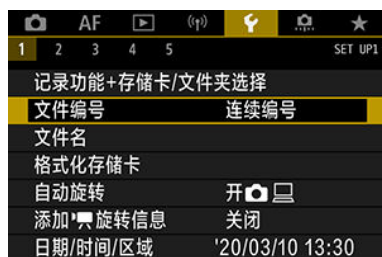 AF
1 2 3 4 5 SET UP1
记录功能+存储卡/文件夹选择
文件编号 连续编号
文件名
格式化存储卡
自动旋转 开
添加旋转信息 关闭
日期/时间/区域 '20/03/10 13:30